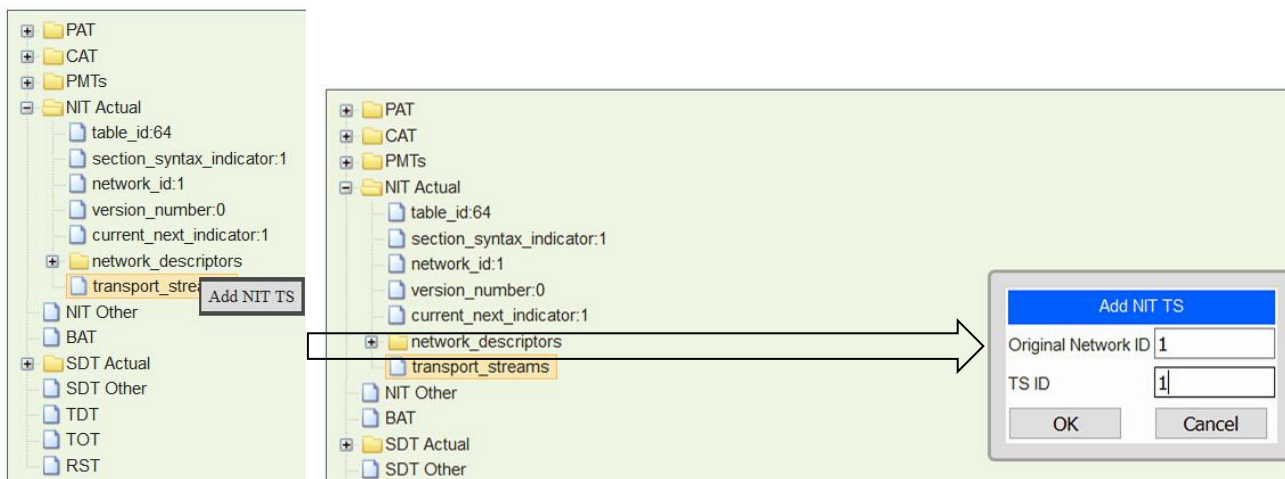 PAT
CAT
PMTs
NIT Actual
table_id:64
section_syntax_indicator:1
network_id:1
version_number:0
current_next_indicator:1
network_descriptors
transport_strea
Add NIT TS
NIT Other
BAT
SDT Actual
SDT Other
TDT
TOT
RST
PAT
CAT
PMTs
NIT Actual
table_id:64
section_syntax_indicator:1
network_id:1
version_number:0
current_next_indicator:1
network_descriptors
transport_streams
NIT Other
BAT
SDT Actual
SDT Other
Add NIT TS
Original Network ID 1
TS ID 1
OK Cancel